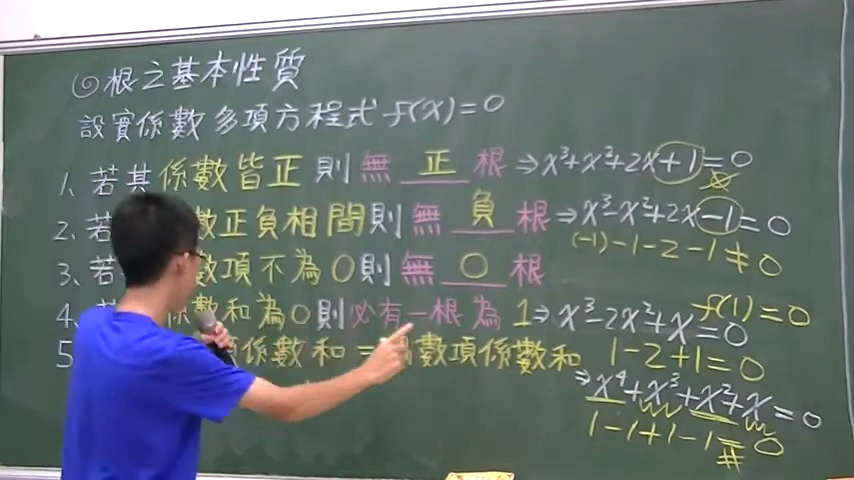 ◎根之基本性質
設實係數多項方程式 f(x)=0
1、若其係數皆正則無 正 根 ⇒x³+x²+2x+1=0
2、若 數正負相間則無 負 根 ⇒x³-x²+2x-1=0
(-1)-1-2-1≠0
3、若 數項不為0則無 0 根
4、 係數和為0則必有一根為1⇒x³-2x²+x=0
f(1)=0
1-2+1=0
5 係數和= 數項係數和
⇒x⁴+x³+x²+x=0
1-1+1-1=0
#